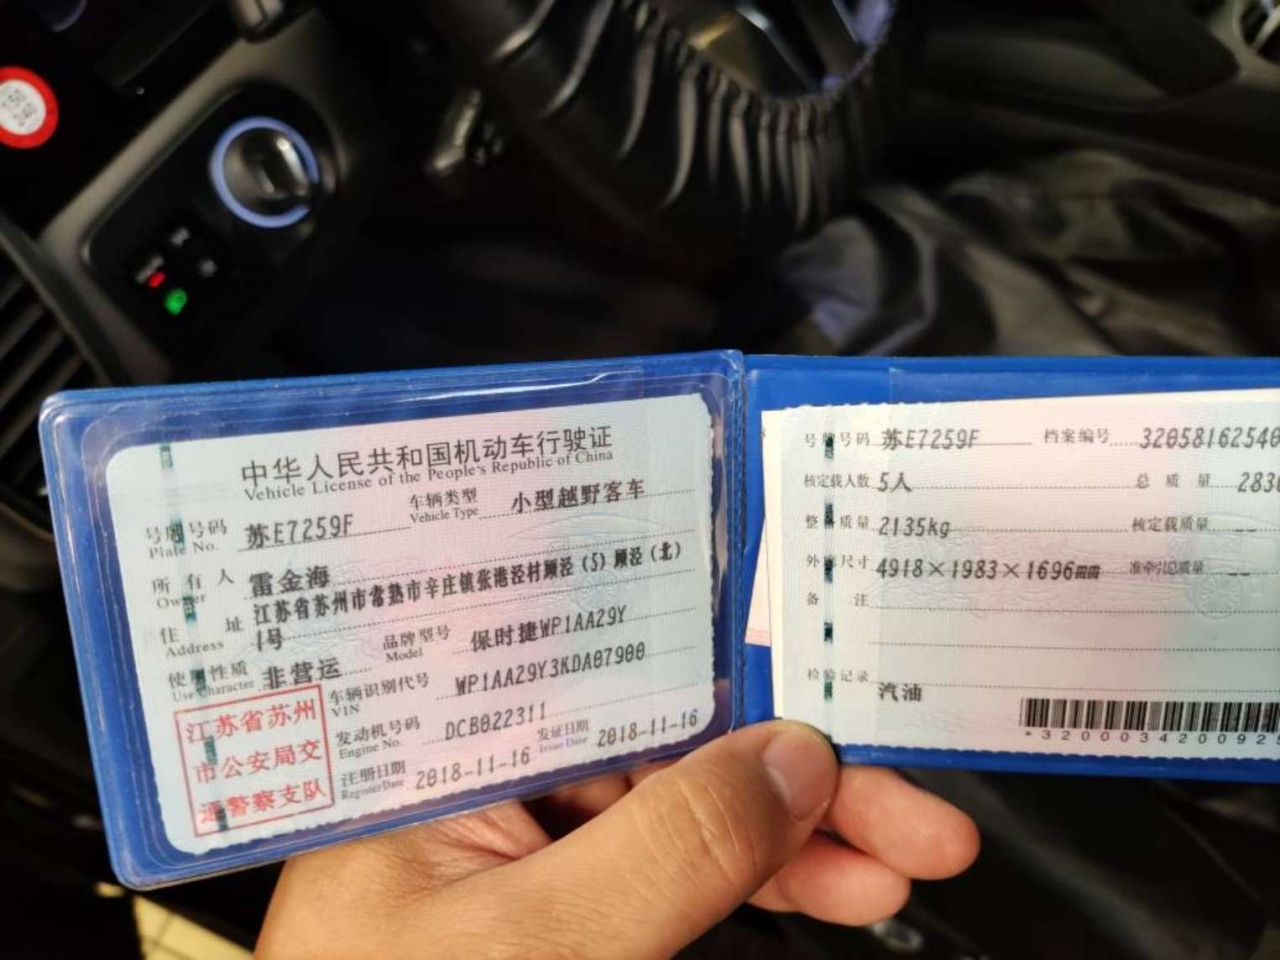 中华人民共和国机动车行驶证
Vehicle License of the People's Republic of China
号牌号码 苏E7259F 车辆类型 小型越野客车
Plate No. Vehicle Type
所有人 雷金海
Owner
住址 江苏省苏州市常熟市辛庄镇张港泾村顾泾(5)顾泾(北)
Address 1号
使用性质 非营运 品牌型号 保时捷WP1AA29Y
Use Character Model
车辆识别代号 WP1AA29Y3KDA07900
VIN
发动机号码 DCB022311
Engine No.
注册日期 2018-11-16 发证日期 2018-11-16
Register Date Issue Date
江苏省苏州
市公安局交
通警察支队
号牌号码 苏E7259F 档案编号 32058162540
核定载人数 5人 总质量 283
整备质量 2135kg 核定载质量 --
外廓尺寸 4918×1983×1696mm 准牵引总质量 --
备注
检验记录 汽油
*320003420092